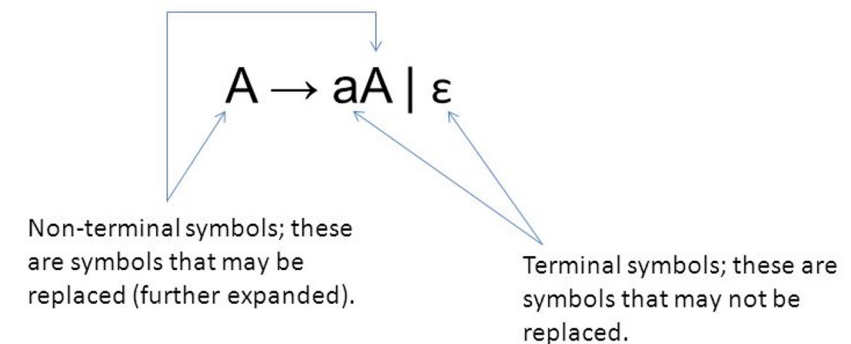 A → aA | ε
Non-terminal symbols; these
are symbols that may be
replaced (further expanded).
Terminal symbols; these are
symbols that may not be
replaced.